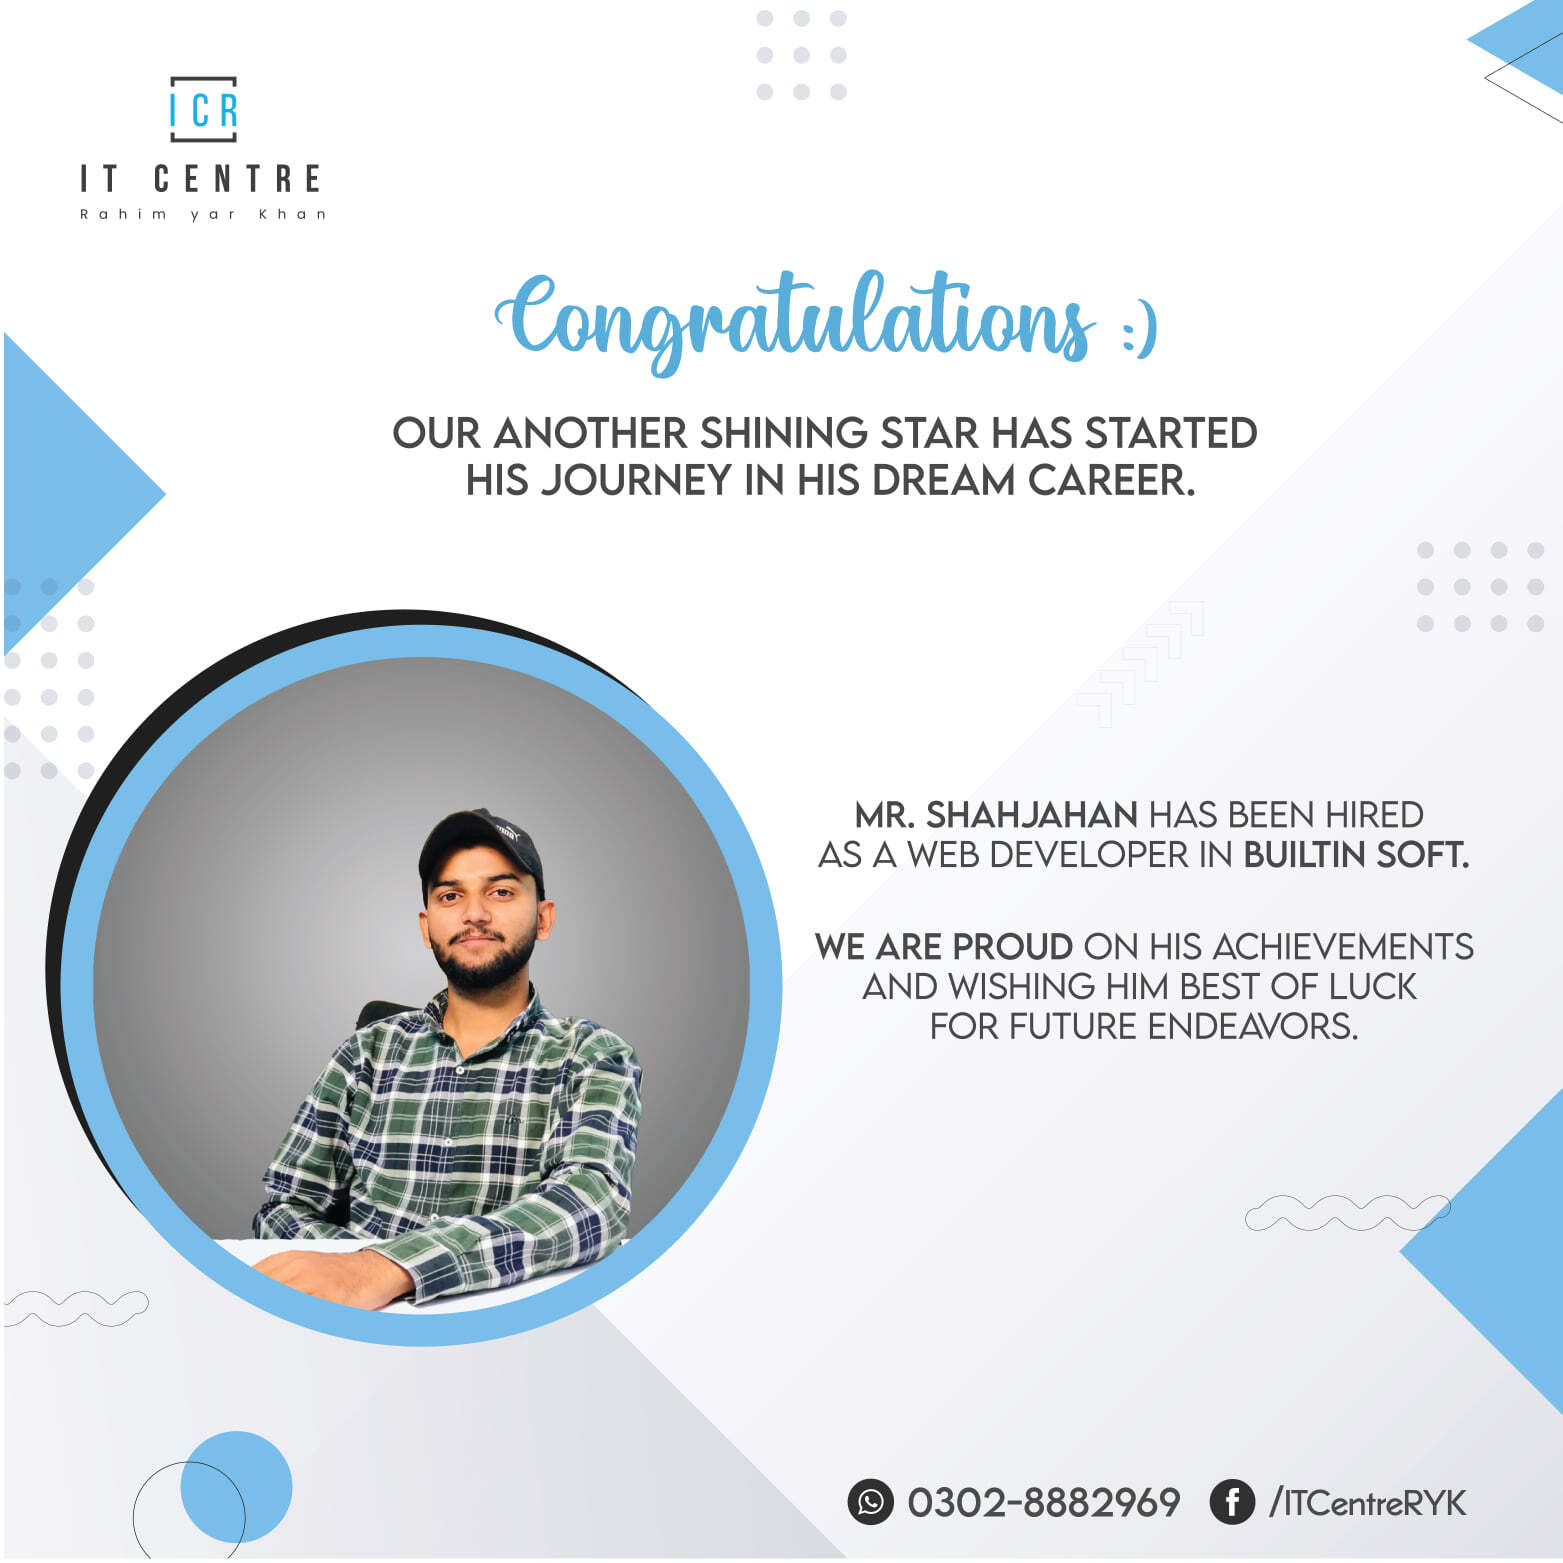 ICR
IT CENTRE
Rahim yar Khan
Congratulations :)
OUR ANOTHER SHINING STAR HAS STARTED
HIS JOURNEY IN HIS DREAM CAREER.
MR. SHAHJAHAN HAS BEEN HIRED
AS A WEB DEVELOPER IN BUILTIN SOFT.
WE ARE PROUD ON HIS ACHIEVEMENTS
AND WISHING HIM BEST OF LUCK
FOR FUTURE ENDEAVORS.
0302-8882969 /ITCentreRYK